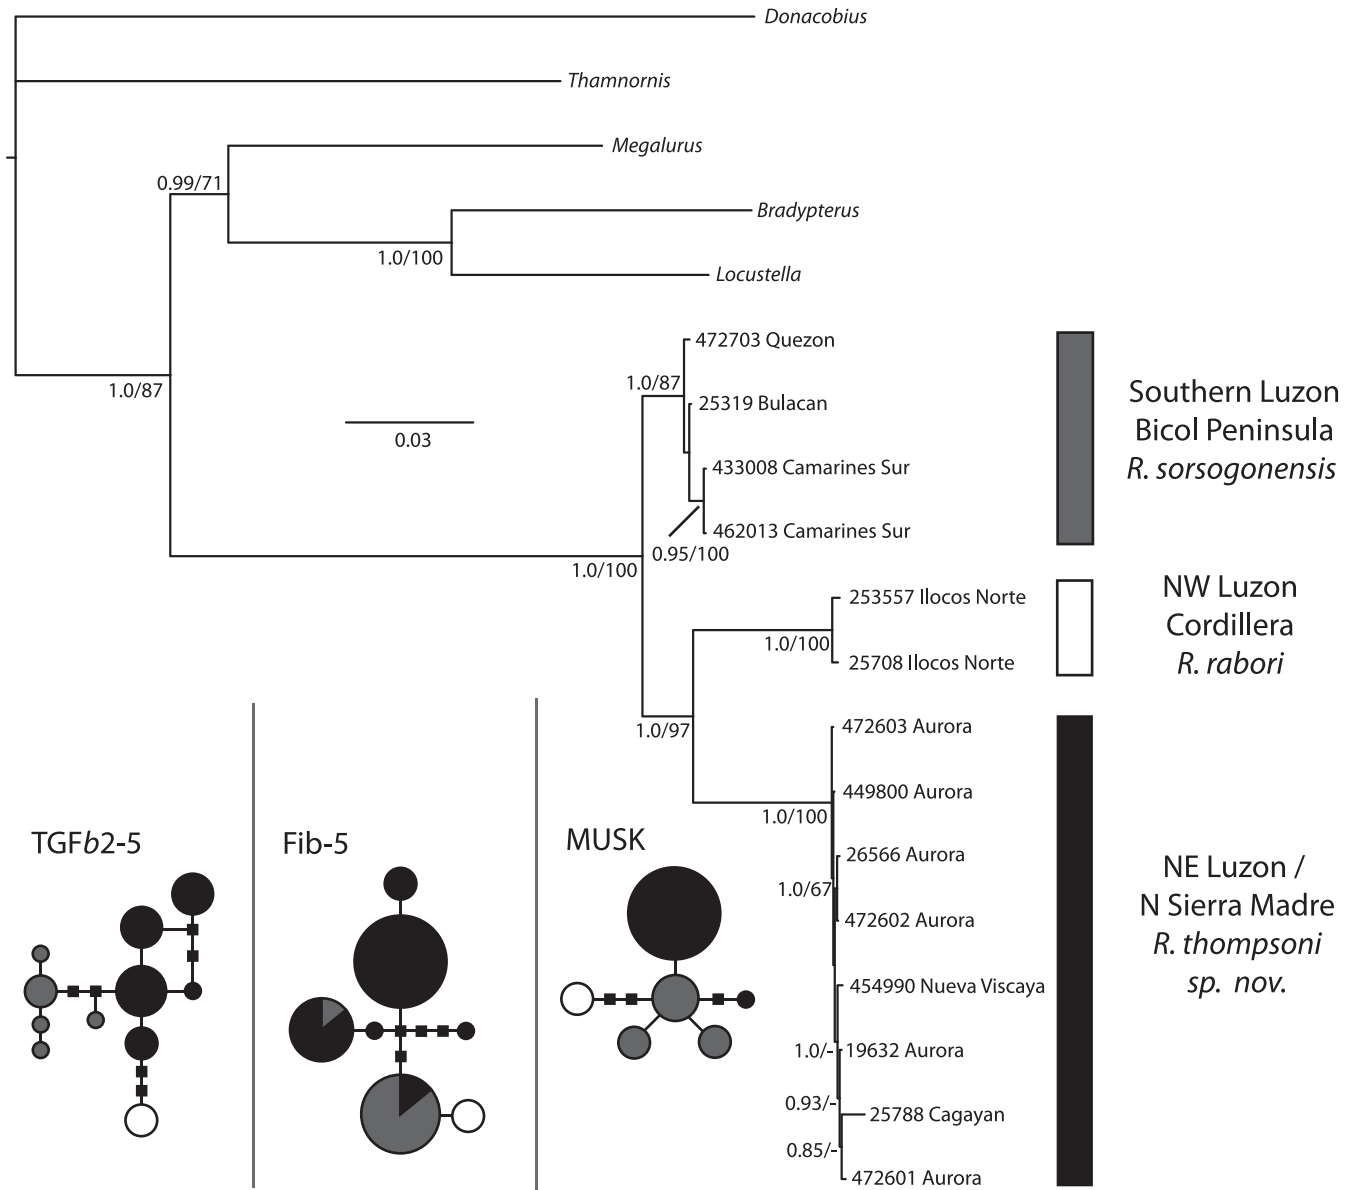 Donacobius
Thamnornis
Megalurus
0.99/71
Bradypterus
1.0/100
Locustella
472703 Quezon
1.0/87
1.0/87
25319 Bulacan
0.03
433008 Camarines Sur
462013 Camarines Sur
0.95/100
1.0/100
Southern Luzon
Bicol Peninsula
R. sorsogonensis
253557 Ilocos Norte
1.0/100
25708 Ilocos Norte
NW Luzon
Cordillera
R. rabori
1.0/97
472603 Aurora
449800 Aurora
1.0/100
26566 Aurora
1.0/67
472602 Aurora
454990 Nueva Viscaya
1.0/-
19632 Aurora
0.93/-
25788 Cagayan
0.85/-
472601 Aurora
NE Luzon /
N Sierra Madre
R. thompsoni
sp. nov.
TGFb2-5
Fib-5
MUSK